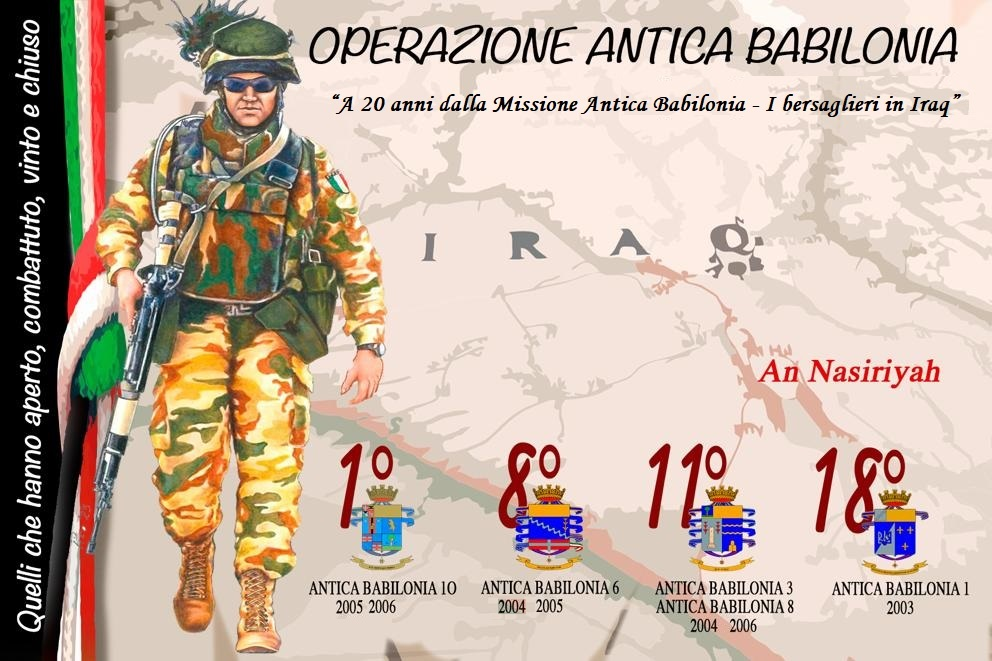 Quelli che hanno aperto, combattuto, vinto e chiuso
OPERAZIONE ANTICA BABILONIA
“A 20 anni dalla Missione Antica Babilonia - I bersaglieri in Iraq”
I R A Q
An Nasiriyah
1° 8° 11° 18°
ANTICA BABILONIA 10
2005 2006
ANTICA BABILONIA 6
2004 2005
ANTICA BABILONIA 3
ANTICA BABILONIA 8
2004 2006
ANTICA BABILONIA 1
2003